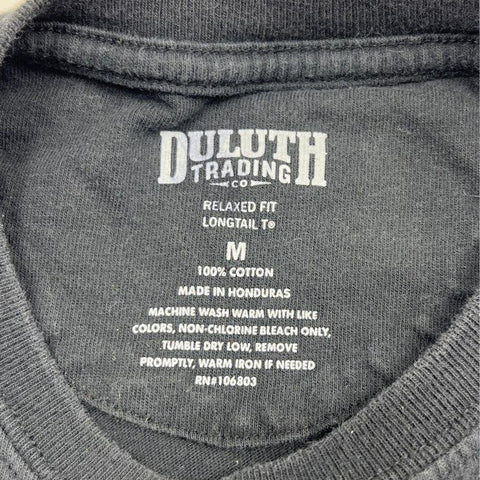 DULUTH
TRADING
CO
RELAXED FIT
LONGTAIL T®
M
100% COTTON
MADE IN HONDURAS
MACHINE WASH WARM WITH LIKE
COLORS, NON-CHLORINE BLEACH ONLY,
TUMBLE DRY LOW, REMOVE
PROMPTLY, WARM IRON IF NEEDED
RN#106803